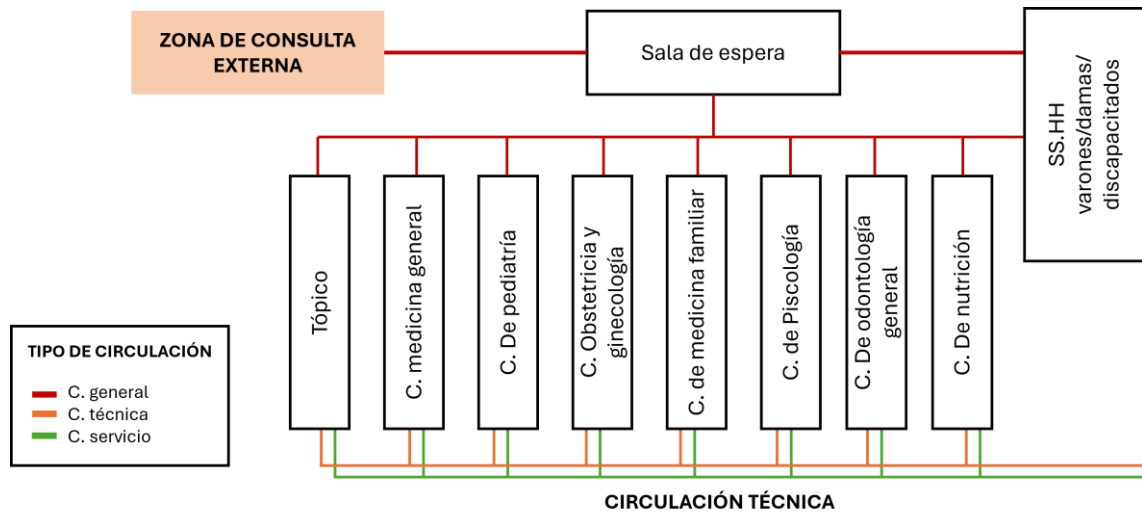 ZONA DE CONSULTA
EXTERNA
Sala de espera
SS.HH
varones/damas/
discapacitados
Tópico
C. medicina general
C. De pediatría
C. Obstetricia y
ginecología
C. de medicina familiar
C. de Piscología
C. De odontología
general
C. De nutrición
TIPO DE CIRCULACIÓN
C. general
C. técnica
C. servicio
CIRCULACIÓN TÉCNICA